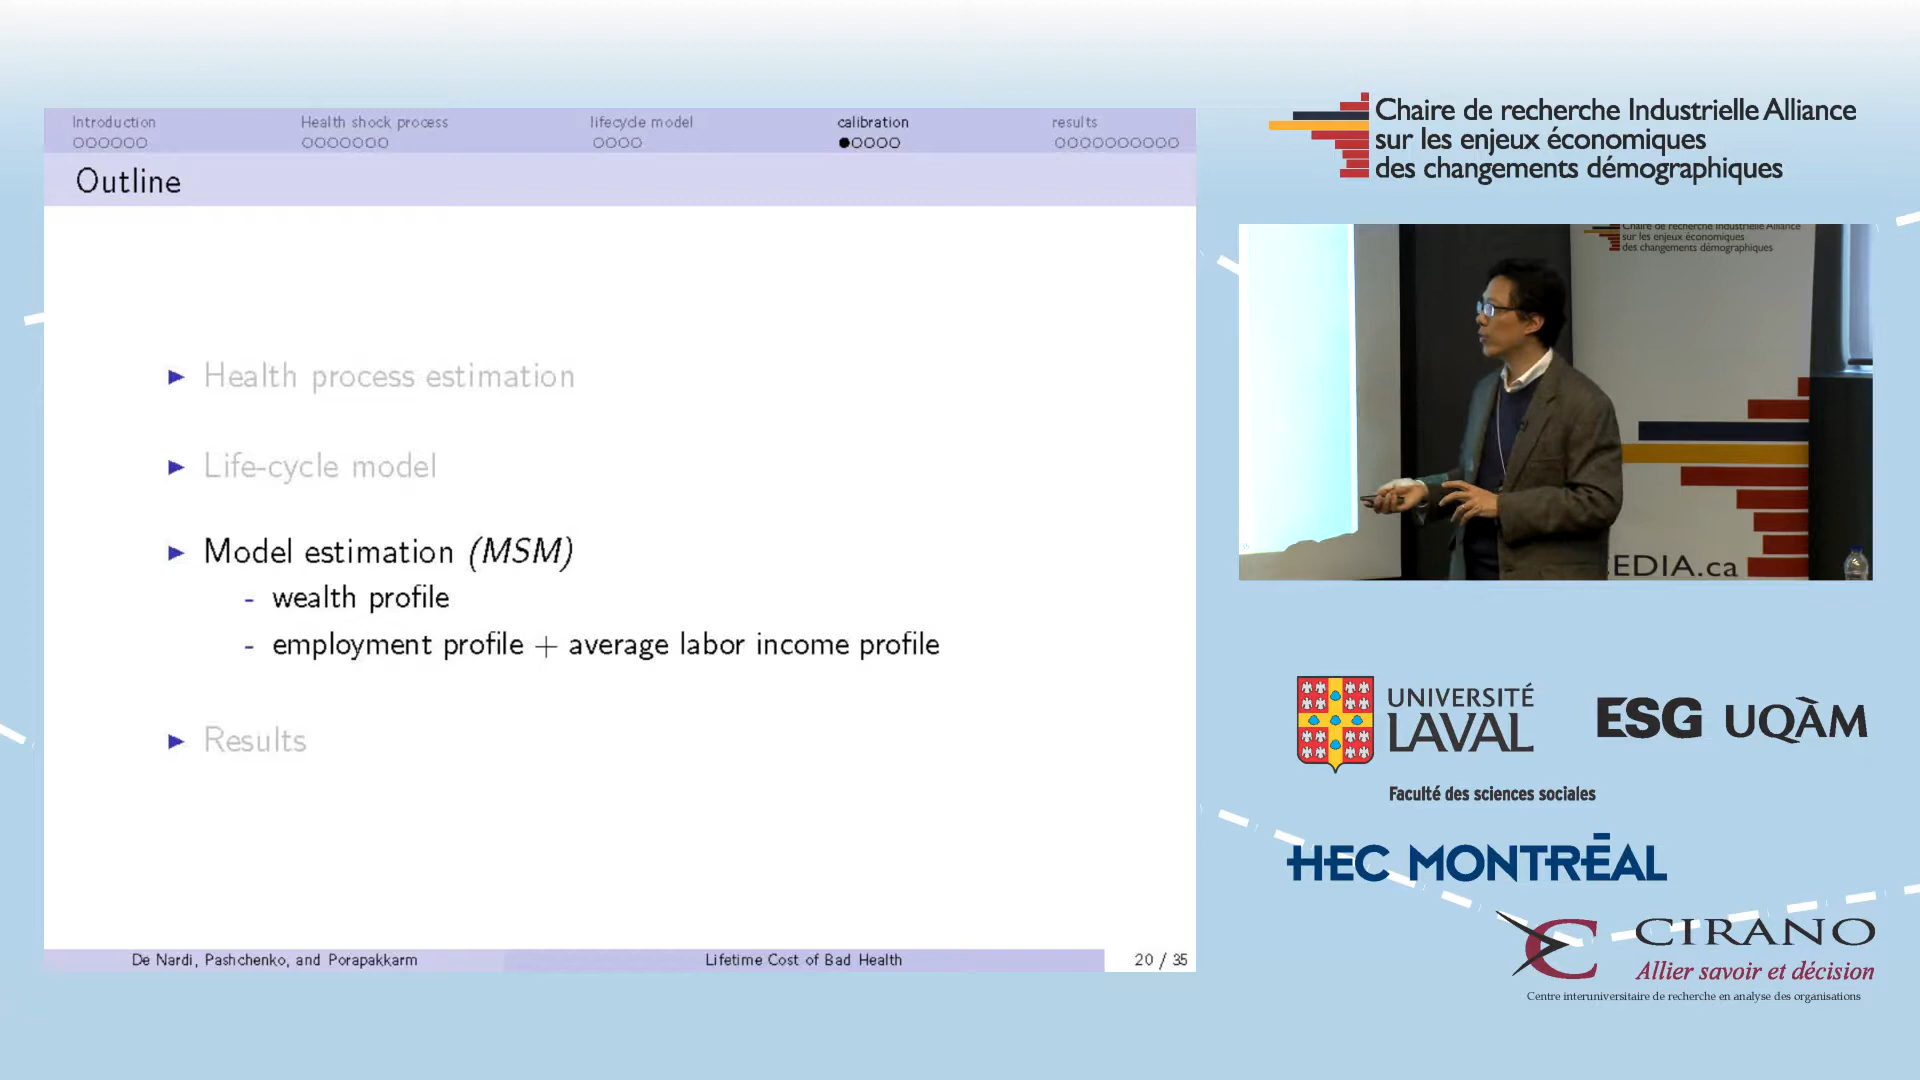 Introduction
Health shock process
lifecycle model
calibration
results
Outline
Health process estimation
Life-cycle model
Model estimation (MSM)
- wealth profile
- employment profile + average labor income profile
Results
De Nardi, Pashchenko, and Porapakkarm
Lifetime Cost of Bad Health
20 / 35
Chaire de recherche Industrielle Alliance
sur les enjeux économiques
des changements démographiques
Chaire de recherche Industrielle Alliance
sur les enjeux économiques
des changements démographiques
EDIA.ca
UNIVERSITÉ
LAVAL
Faculté des sciences sociales
ESG UQÀM
HEC MONTRÉAL
CIRANO
Allier savoir et décision
Centre interuniversitaire de recherche en analyse des organisations